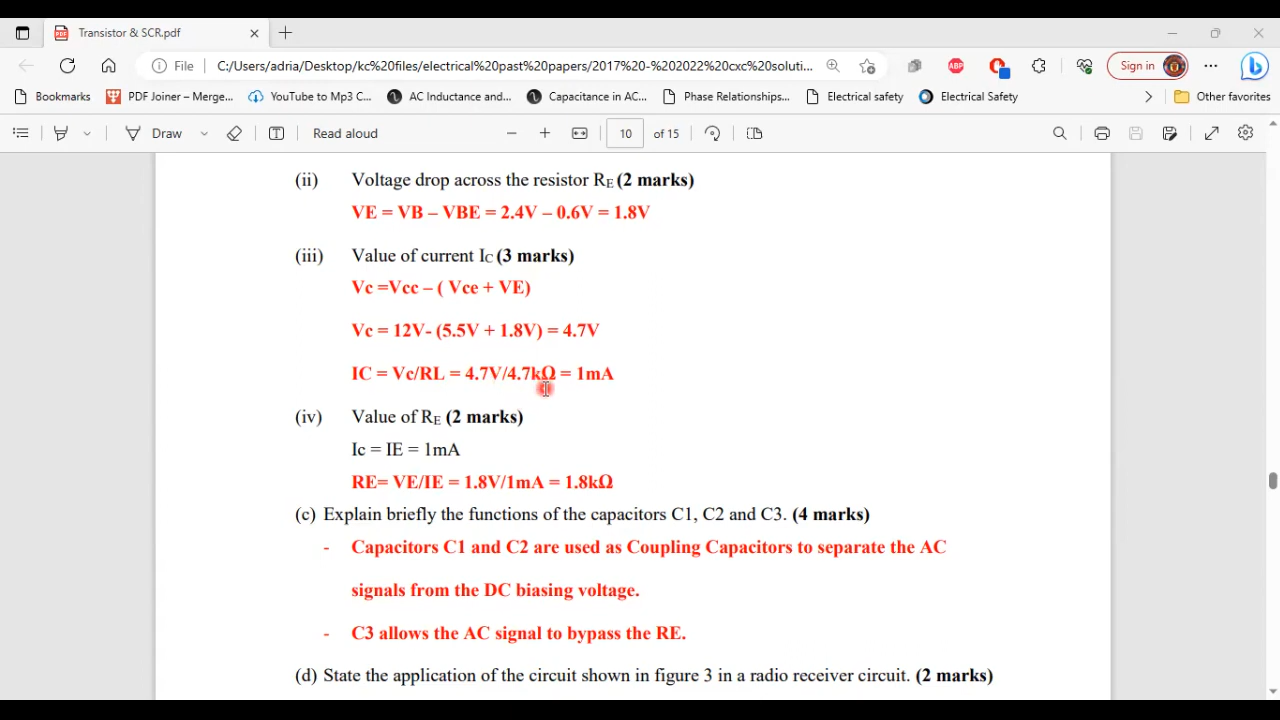 Transistor & SCR.pdf
File C:/Users/adria/Desktop/kc%20files/electrical%20past%20papers/2017%20-%202022%20cxc%20soluti... ABP Sign in
Bookmarks PDF Joiner – Merge... YouTube to Mp3 C... AC Inductance and... Capacitance in AC... Phase Relationships... Electrical safety Electrical Safety Other favorites
Draw Read aloud 10 of 15
(ii) Voltage drop across the resistor RE (2 marks)
VE = VB – VBE = 2.4V – 0.6V = 1.8V
(iii) Value of current IC (3 marks)
Vc =Vcc – ( Vce + VE)
Vc = 12V- (5.5V + 1.8V) = 4.7V
IC = Vc/RL = 4.7V/4.7kΩ = 1mA
(iv) Value of RE (2 marks)
Ic = IE = 1mA
RE= VE/IE = 1.8V/1mA = 1.8kΩ
(c) Explain briefly the functions of the capacitors C1, C2 and C3. (4 marks)
- Capacitors C1 and C2 are used as Coupling Capacitors to separate the AC
signals from the DC biasing voltage.
- C3 allows the AC signal to bypass the RE.
(d) State the application of the circuit shown in figure 3 in a radio receiver circuit. (2 marks)